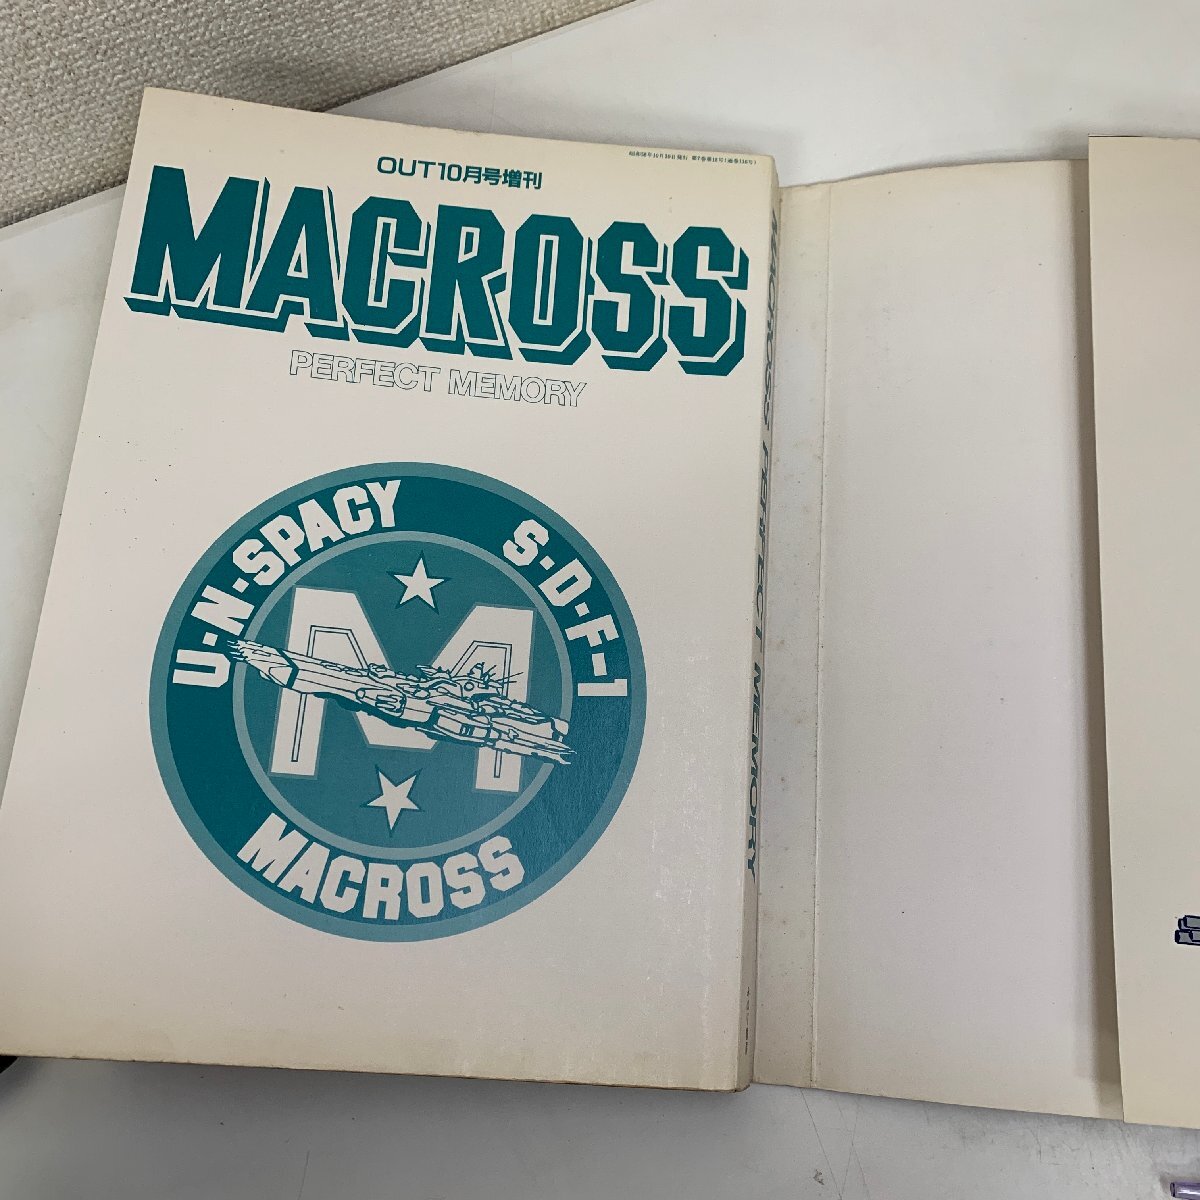 OUT10月号増刊
MACROSS
PERFECT MEMORY
U·N·SPACY S·D·F-1
MACROSS
MACROSS PERFECT MEMORY